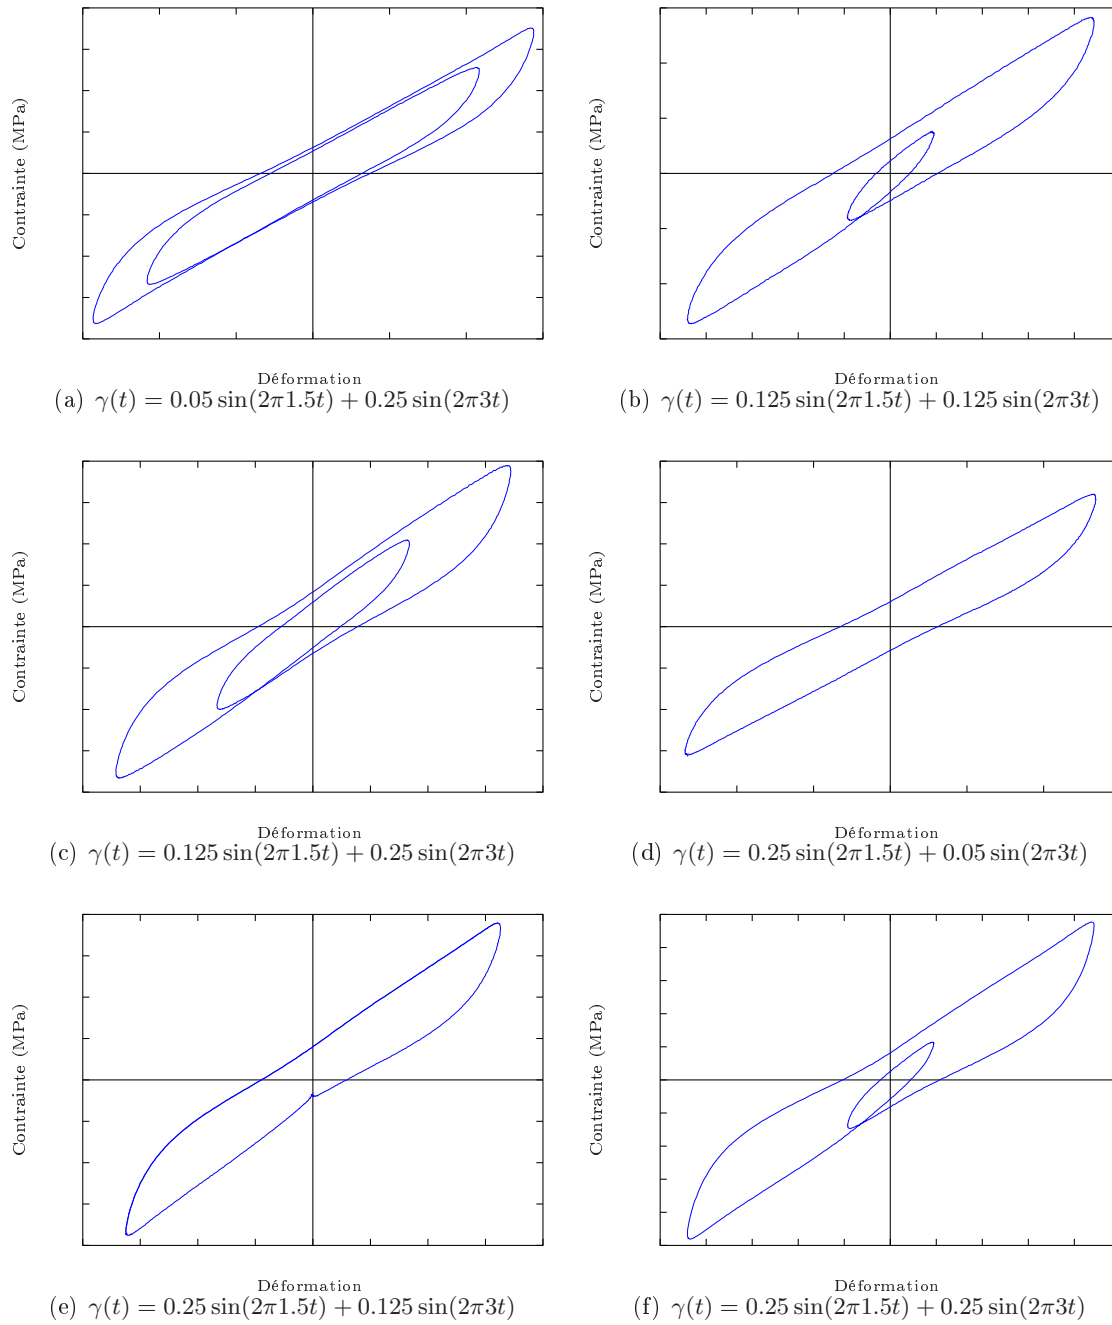 Contrainte (MPa)
Déformation
(a) γ(t) = 0.05 sin(2π1.5t) + 0.25 sin(2π3t)
Contrainte (MPa)
Déformation
(b) γ(t) = 0.125 sin(2π1.5t) + 0.125 sin(2π3t)
Contrainte (MPa)
Déformation
(c) γ(t) = 0.125 sin(2π1.5t) + 0.25 sin(2π3t)
Contrainte (MPa)
Déformation
(d) γ(t) = 0.25 sin(2π1.5t) + 0.05 sin(2π3t)
Contrainte (MPa)
Déformation
(e) γ(t) = 0.25 sin(2π1.5t) + 0.125 sin(2π3t)
Contrainte (MPa)
Déformation
(f) γ(t) = 0.25 sin(2π1.5t) + 0.25 sin(2π3t)